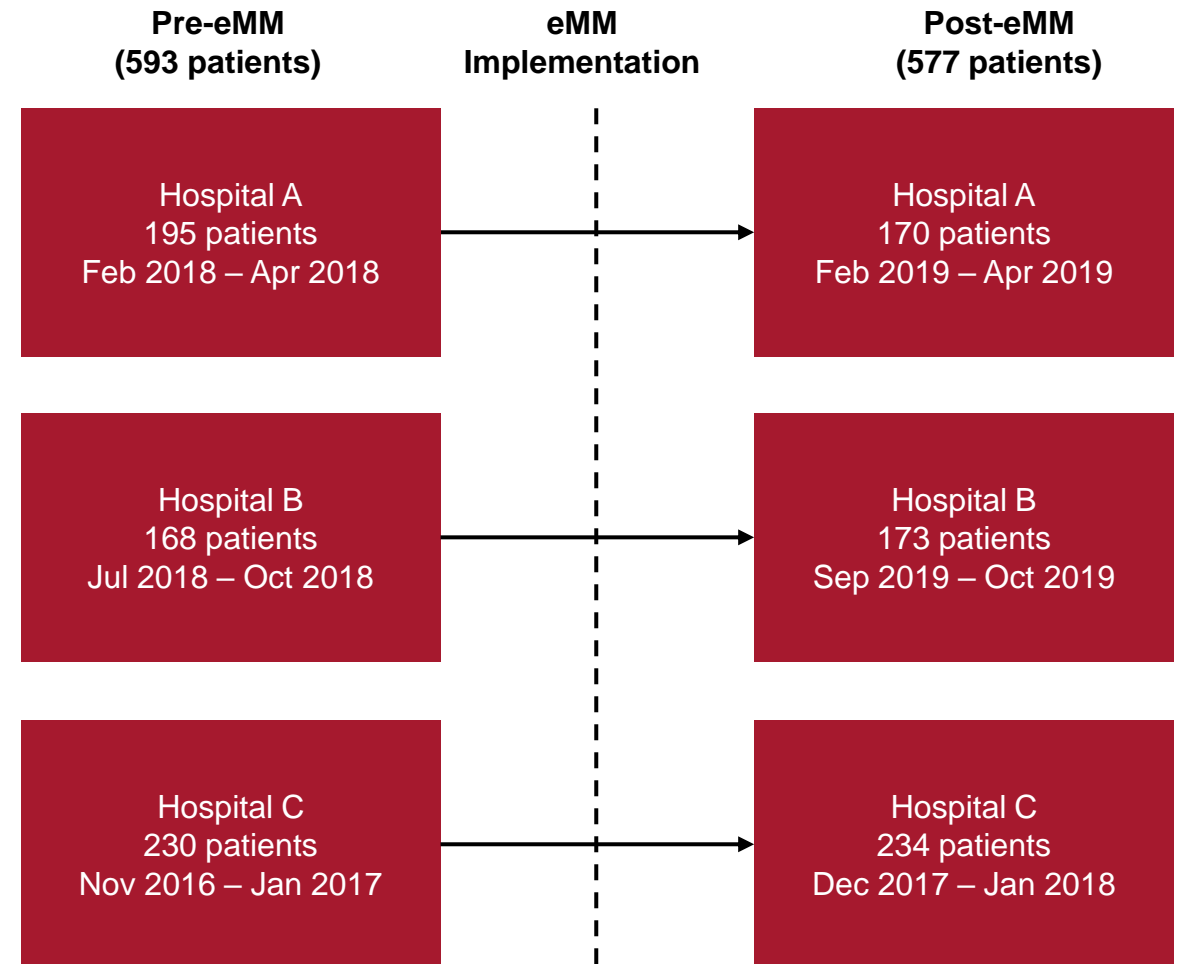 Pre-eMM
(593 patients)
eMM
Implementation
Post-eMM
(577 patients)
Hospital A
195 patients
Feb 2018 – Apr 2018
Hospital A
170 patients
Feb 2019 – Apr 2019
Hospital B
168 patients
Jul 2018 – Oct 2018
Hospital B
173 patients
Sep 2019 – Oct 2019
Hospital C
230 patients
Nov 2016 – Jan 2017
Hospital C
234 patients
Dec 2017 – Jan 2018